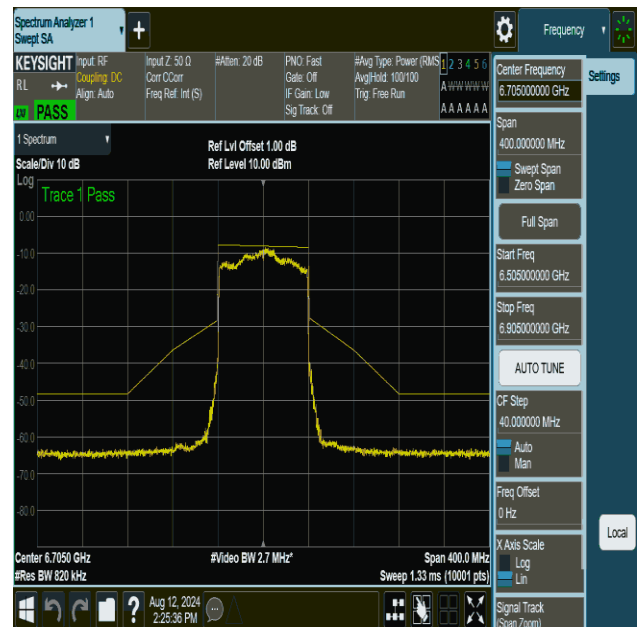 Spectrum Analyzer 1
Swept SA
+
Frequency
KEYSIGHT
RL
PASS
Input: RF
Coupling: DC
Align: Auto
Input Z: 50 Ω
Corr CCorr
Freq Ref: Int (S)
#Atten: 20 dB
PNO: Fast
Gate: Off
IF Gain: Low
Sig Track: Off
#Avg Type: Power (RMS
Avg|Hold: 100/100
Trig: Free Run
1 2 3 4 5 6
A W W W W W
A A A A A A
1 Spectrum
Scale/Div 10 dB
Ref Lvl Offset 1.00 dB
Ref Level 10.00 dBm
Log
Trace 1 Pass
0.00
-10.0
-20.0
-30.0
-40.0
-50.0
-60.0
-70.0
-80.0
Center 6.7050 GHz
#Video BW 2.7 MHz*
Span 400.0 MHz
#Res BW 820 kHz
Sweep 1.33 ms (10001 pts)
Center Frequency
6.705000000 GHz
Settings
Span
400.000000 MHz
Swept Span
Zero Span
Full Span
Start Freq
6.505000000 GHz
Stop Freq
6.905000000 GHz
AUTO TUNE
CF Step
40.000000 MHz
Auto
Man
Freq Offset
0 Hz
Local
X Axis Scale
Log
Lin
Signal Track
(Span Zoom)
?
Aug 12, 2024
2:25:36 PM